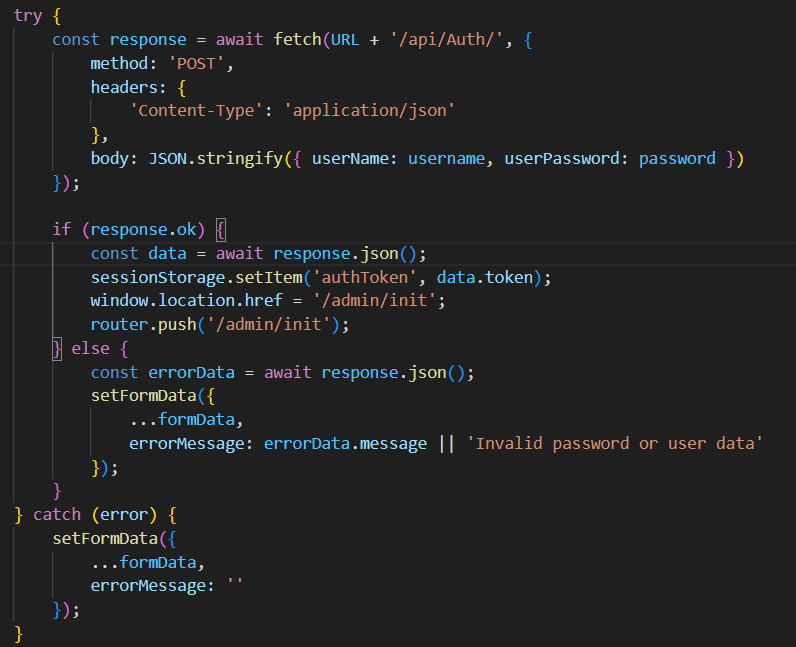 try {
    const response = await fetch(URL + '/api/Auth/', {
        method: 'POST',
        headers: {
            'Content-Type': 'application/json'
        },
        body: JSON.stringify({ userName: username, userPassword: password })
    });

    if (response.ok) {
        const data = await response.json();
        sessionStorage.setItem('authToken', data.token);
        window.location.href = '/admin/init';
        router.push('/admin/init');
    } else {
        const errorData = await response.json();
        setFormData({
            ...formData,
            errorMessage: errorData.message || 'Invalid password or user data'
        });
    }
} catch (error) {
    setFormData({
        ...formData,
        errorMessage: ''
    });
}